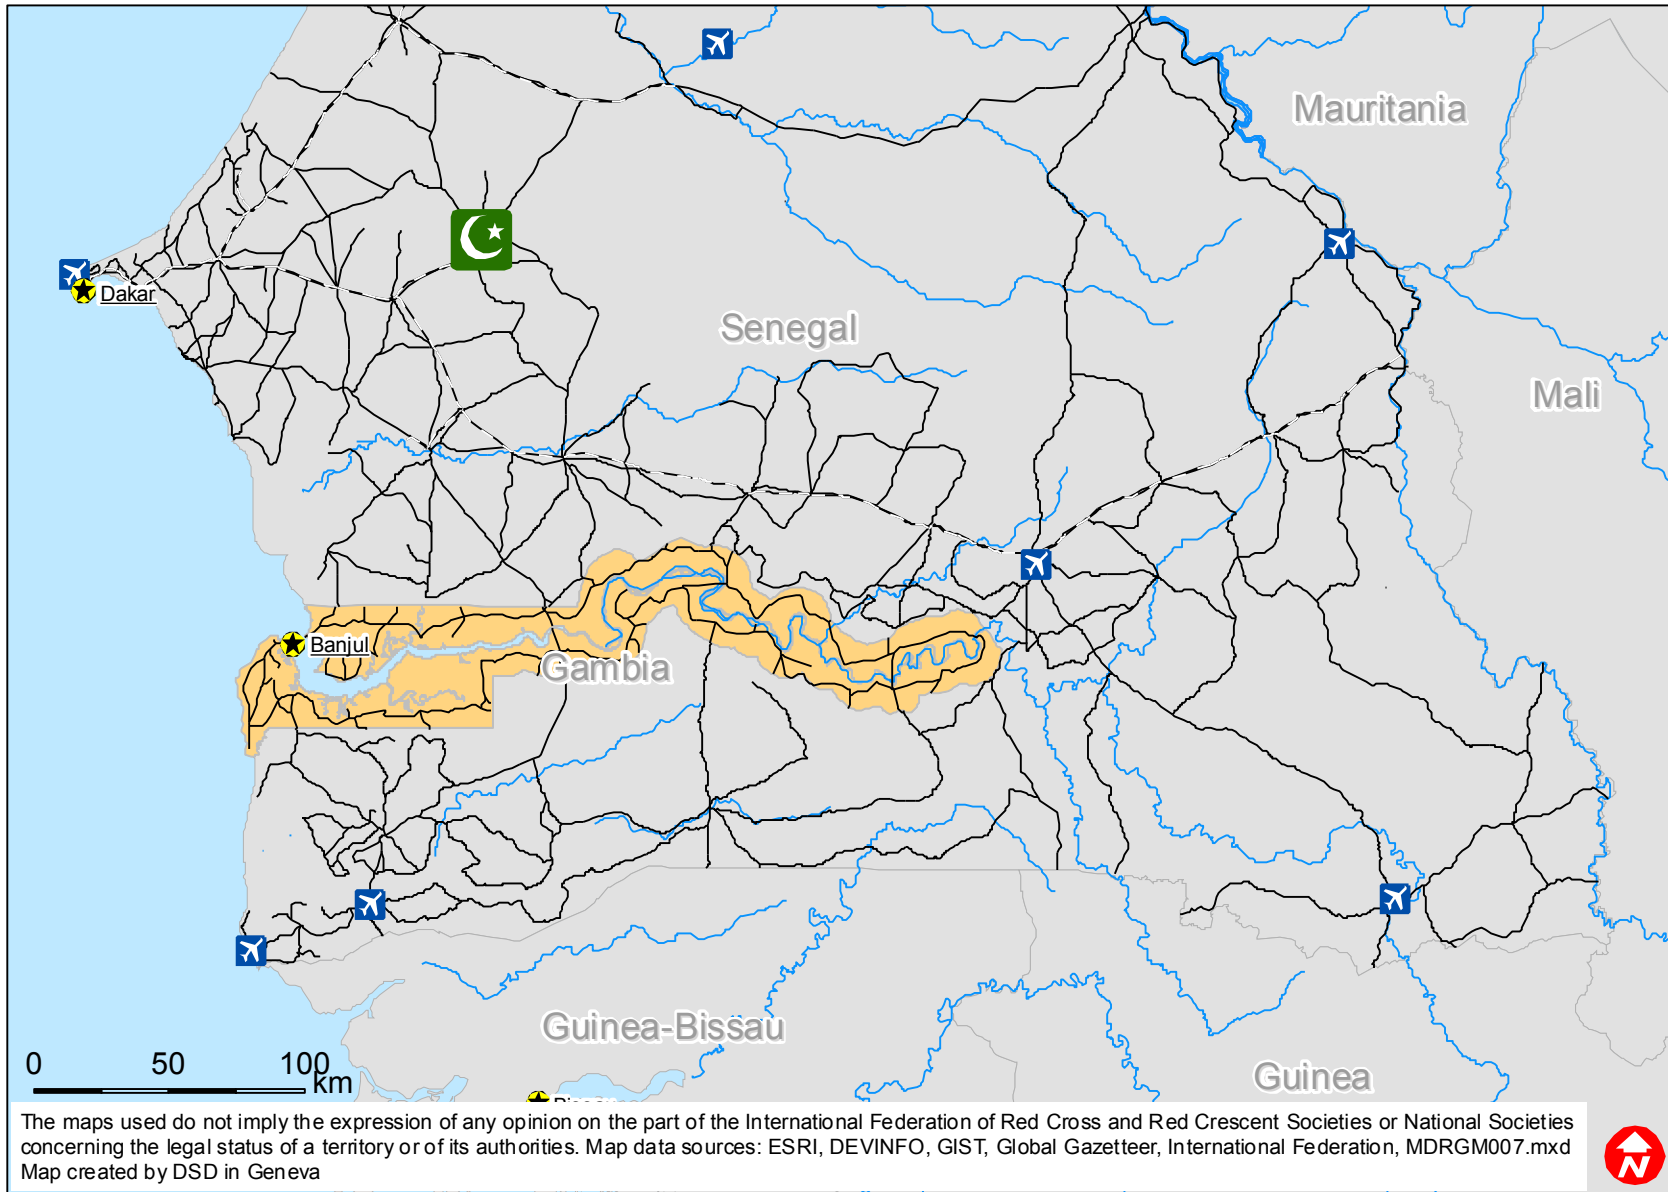 Mauritania
Dakar
Senegal
Mali
Banjul
Gambia
Guinea-Bissau
Guinea
0 50 100
km
The maps used do not imply the expression of any opinion on the part of the International Federation of Red Cross and Red Crescent Societies or National Societies
concerning the legal status of a territory or of its authorities. Map data sources: ESRI, DEVINFO, GIST, Global Gazetteer, International Federation, MDRGM007.mxd
Map created by DSD in Geneva
N